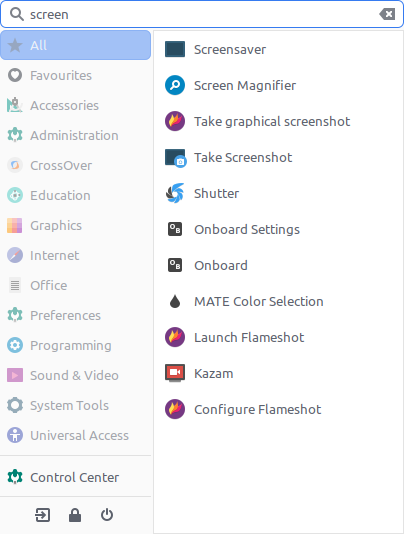 screen
All
Favourites
Accessories
Administration
CrossOver
Education
Graphics
Internet
Office
Preferences
Programming
Sound & Video
System Tools
Universal Access
Control Center
Screensaver
Screen Magnifier
Take graphical screenshot
Take Screenshot
Shutter
Onboard Settings
Onboard
MATE Color Selection
Launch Flameshot
Kazam
Configure Flameshot